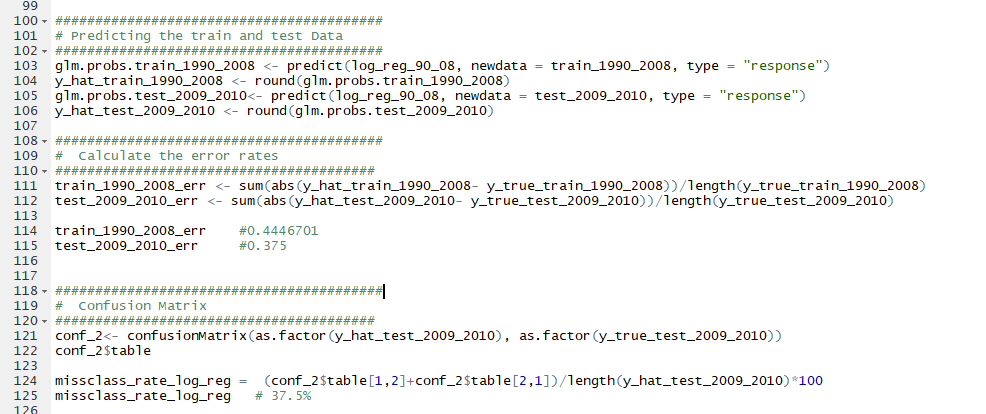 99
100 #########################################
101 # Predicting the train and test Data
102 #########################################
103 glm.probs.train_1990_2008 <- predict(log_reg_90_08, newdata = train_1990_2008, type = "response")
104 y_hat_train_1990_2008 <- round(glm.probs.train_1990_2008)
105 glm.probs.test_2009_2010<- predict(log_reg_90_08, newdata = test_2009_2010, type = "response")
106 y_hat_test_2009_2010 <- round(glm.probs.test_2009_2010)
107
108 #########################################
109 #  Calculate the error rates
110 ########################################
111 train_1990_2008_err <- sum(abs(y_hat_train_1990_2008- y_true_train_1990_2008))/length(y_true_train_1990_2008)
112 test_2009_2010_err <- sum(abs(y_hat_test_2009_2010- y_true_test_2009_2010))/length(y_true_test_2009_2010)
113
114 train_1990_2008_err    #0.4446701
115 test_2009_2010_err     #0.375
116
117
118 #########################################
119 #  Confusion Matrix
120 ########################################
121 conf_2<- confusionMatrix(as.factor(y_hat_test_2009_2010), as.factor(y_true_test_2009_2010))
122 conf_2$table
123
124 missclass_rate_log_reg =  (conf_2$table[1,2]+conf_2$table[2,1])/length(y_hat_test_2009_2010)*100
125 missclass_rate_log_reg   # 37.5%
126